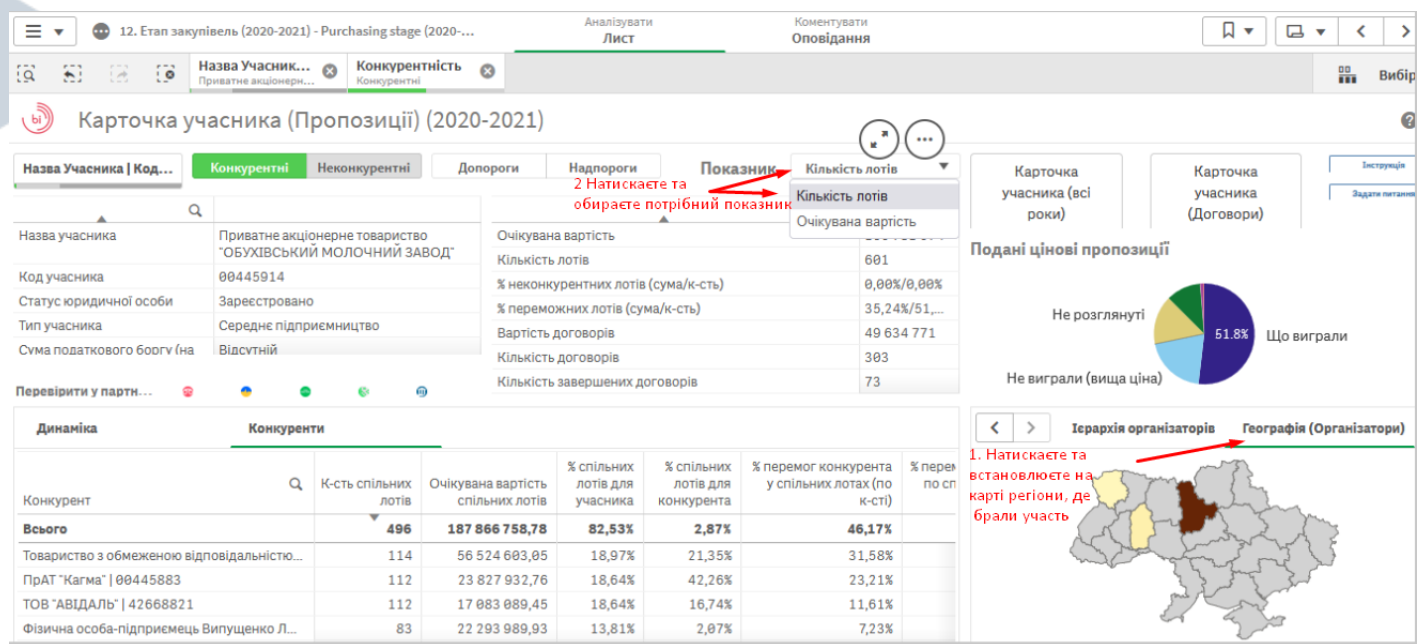 12. Етап закупівель (2020-2021) - Purchasing stage (2020-...
Аналізувати
Лист
Коментувати
Оповідання
Назва Учасник...
Приватне акціонерн...
Конкурентність
Конкурентні
Вибір
bi
Карточка учасника (Пропозиції) (2020-2021)
Назва Учасника | Код...
Конкурентні
Неконкурентні
Допороги
Надпороги
Показник
Кількість лотів
Кількість лотів
Очікувана вартість
2 Натискаєте та
обираєте потрібний показник
Карточка
учасника (всі
роки)
Карточка
учасника
(Договори)
Інструкція
Задати питання
Назва учасника
Приватне акціонерне товариство
"ОБУХІВСЬКИЙ МОЛОЧНИЙ ЗАВОД"
Код учасника 00445914
Статус юридичної особи Зареєстровано
Тип учасника Середнє підприємництво
Сума податкового боргу (на Відсутній
Перевірити у партн...
Очікувана вартість
Кількість лотів 601
% неконкурентних лотів (сума/к-сть) 0,00%/0,00%
% переможних лотів (сума/к-сть) 35,24%/51,...
Вартість договорів 49 634 771
Кількість договорів 303
Кількість завершених договорів 73
Подані цінові пропозиції
Не розглянуті
51.8%
Що виграли
Не виграли (вища ціна)
Динаміка
Конкуренти
Конкурент
К-сть спільних
лотів
Очікувана вартість
спільних лотів
% спільних
лотів для
учасника
% спільних
лотів для
конкурента
% перемог конкурента
у спільних лотах (по
к-сті)
% перем
по сп
Всього 496 187 866 758,78 82,53% 2,87% 46,17%
Товариство з обмеженою відповідальністю... 114 56 524 603,05 18,97% 21,35% 31,58%
ПрАТ "Кагма" | 00445883 112 23 827 932,76 18,64% 42,26% 23,21%
ТОВ "АВІДАЛЬ" | 42668821 112 17 083 089,45 18,64% 16,74% 11,61%
Фізична особа-підприємець Випущенко Л... 83 22 293 989,93 13,81% 2,07% 7,23%
Ієрархія організаторів
Географія (Організатори)
1. Натискаєте та
встановлюєте на
карті регіони, де
брали участь